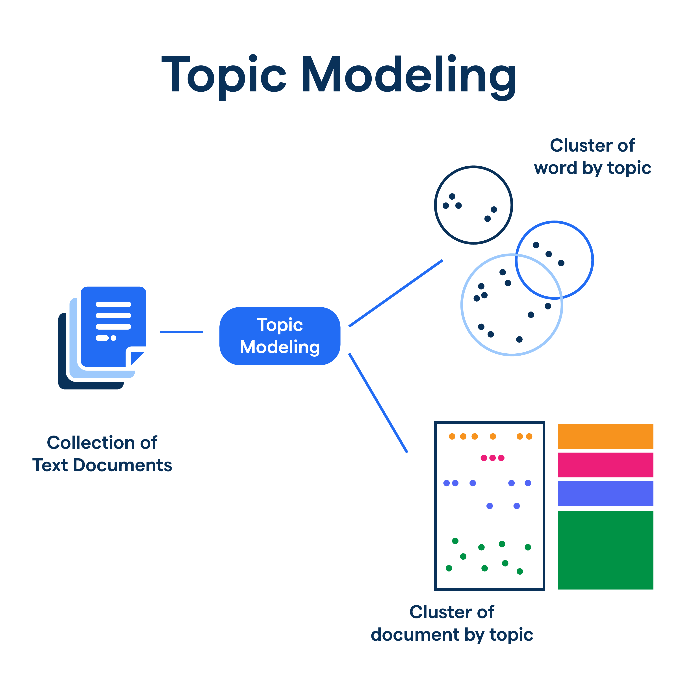 Topic Modeling
Cluster of
word by topic
Topic
Modeling
Collection of
Text Documents
Cluster of
document by topic